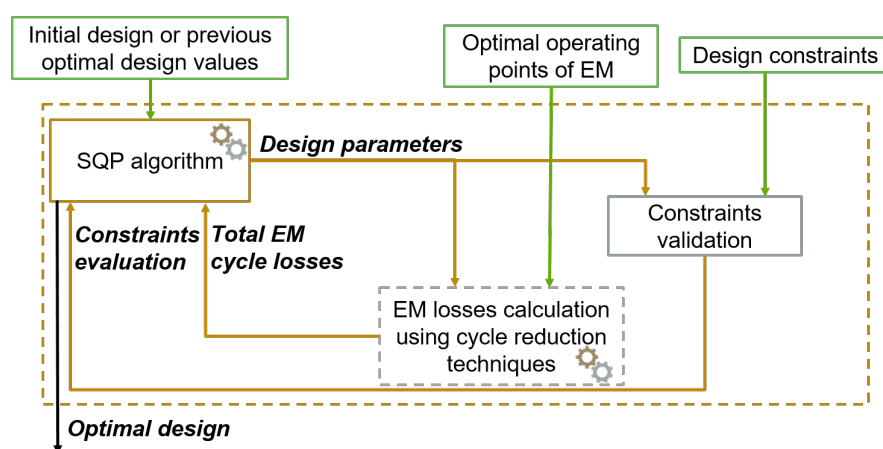 Initial design or previous
optimal design values
Optimal operating
points of EM
Design constraints
SQP algorithm
Design parameters
Constraints
evaluation
Total EM
cycle losses
Constraints
validation
EM losses calculation
using cycle reduction
techniques
Optimal design